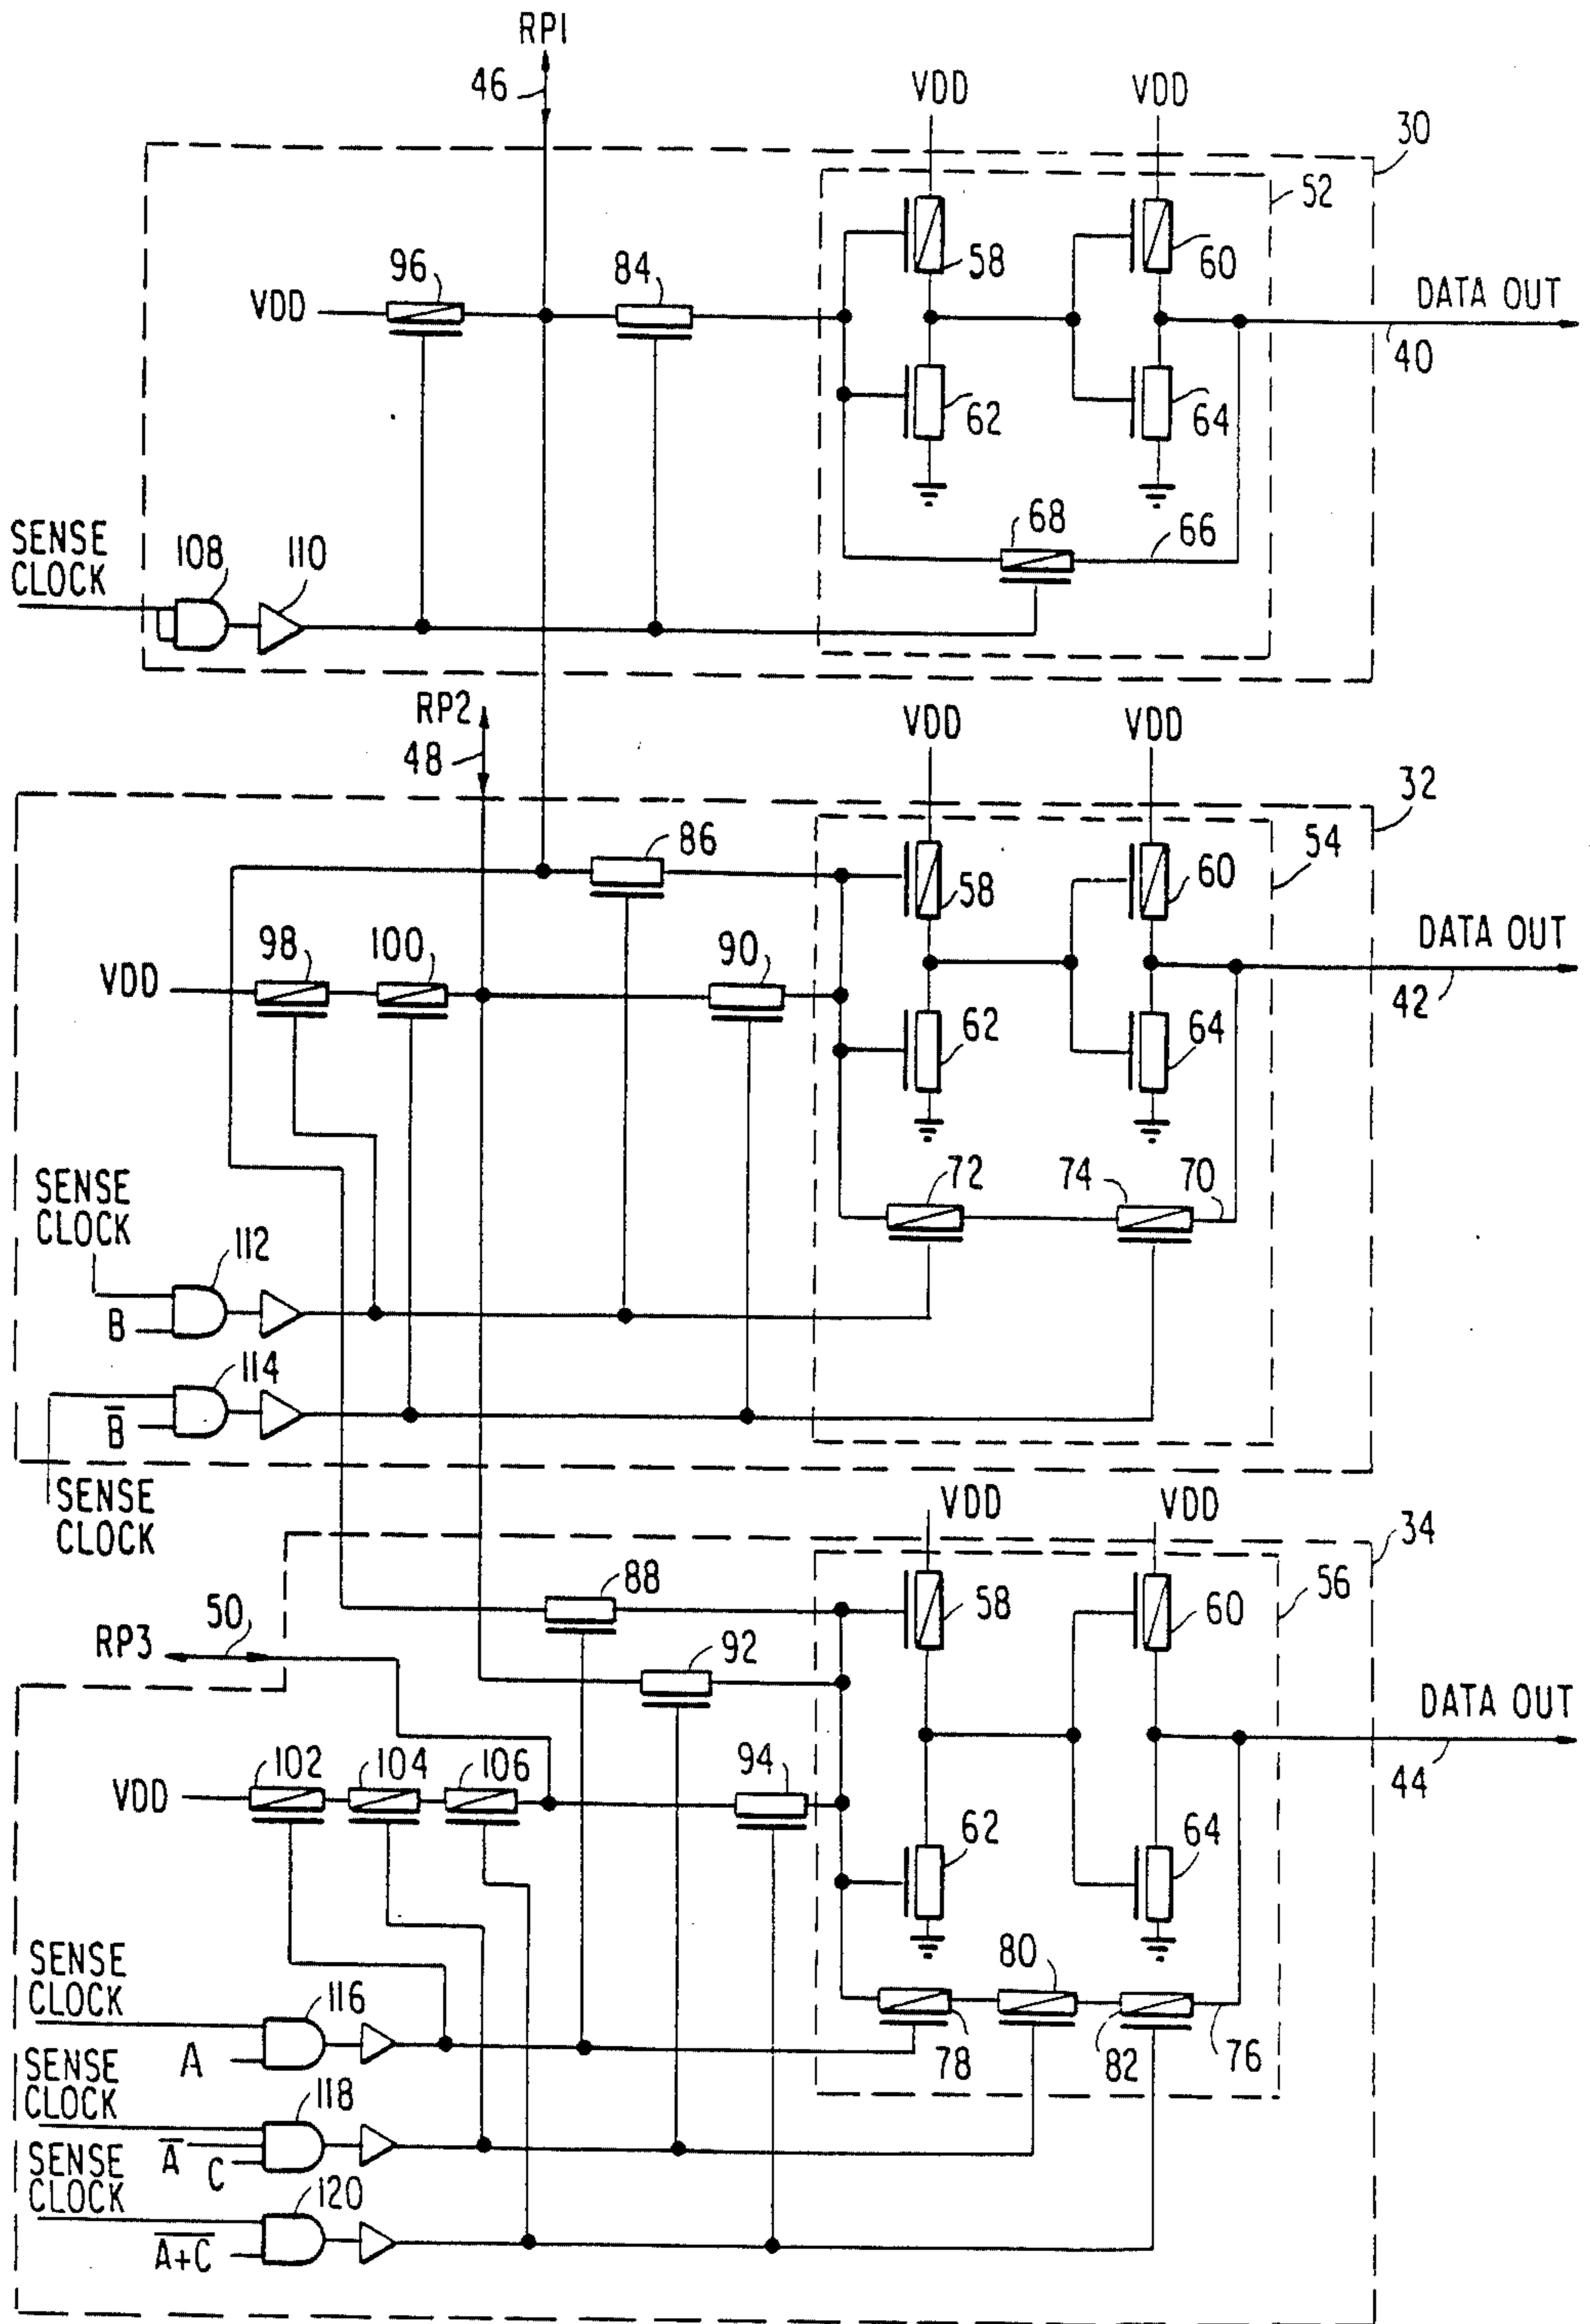 RP1
46
VDD
VDD
30
52
96
84
58
60
VDD
DATA OUT
40
62
64
SENSE
CLOCK
108
110
68
66
RP2
48
VDD
VDD
32
86
54
58
60
98
100
90
DATA OUT
VDD
42
62
64
SENSE
CLOCK
72
74
70
112
B
114
B̅
SENSE
CLOCK
VDD
VDD
34
88
58
60
56
RP3
50
92
DATA OUT
102
104
106
94
VDD
44
62
64
SENSE
CLOCK
116
80
A
78
82
76
SENSE
CLOCK
118
A̅
C
SENSE
CLOCK
120
A̅+̅C̅